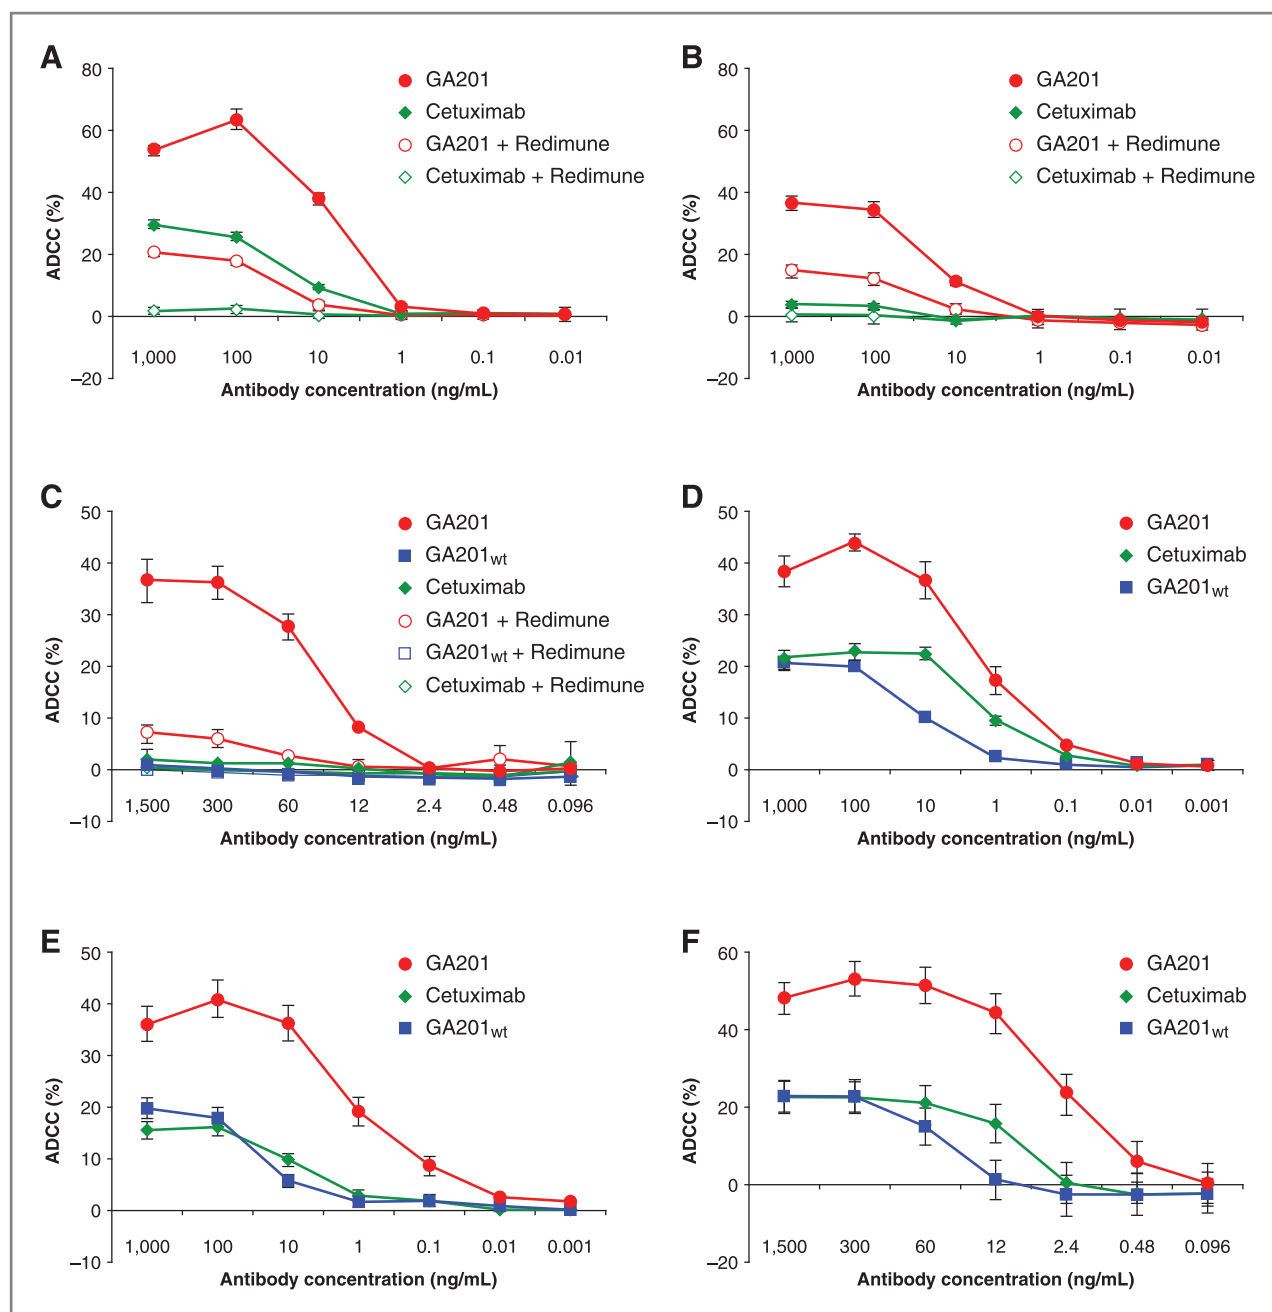 A
80
60
40
20
0
–20
ADCC (%)
GA201
Cetuximab
GA201 + Redimune
Cetuximab + Redimune
1,000 100 10 1 0.1 0.01
Antibody concentration (ng/mL)
B
80
60
40
20
0
–20
ADCC (%)
GA201
Cetuximab
GA201 + Redimune
Cetuximab + Redimune
1,000 100 10 1 0.1 0.01
Antibody concentration (ng/mL)
C
50
40
30
20
10
0
–10
ADCC (%)
GA201
GA201wt
Cetuximab
GA201 + Redimune
GA201wt + Redimune
Cetuximab + Redimune
1,500 300 60 12 2.4 0.48 0.096
Antibody concentration (ng/mL)
D
50
40
30
20
10
0
–10
ADCC (%)
GA201
Cetuximab
GA201wt
1,000 100 10 1 0.1 0.01 0.001
Antibody concentration (ng/mL)
E
50
40
30
20
10
0
–10
ADCC (%)
GA201
Cetuximab
GA201wt
1,000 100 10 1 0.1 0.01 0.001
Antibody concentration (ng/mL)
F
60
40
20
0
–20
ADCC (%)
GA201
Cetuximab
GA201wt
1,500 300 60 12 2.4 0.48 0.096
Antibody concentration (ng/mL)